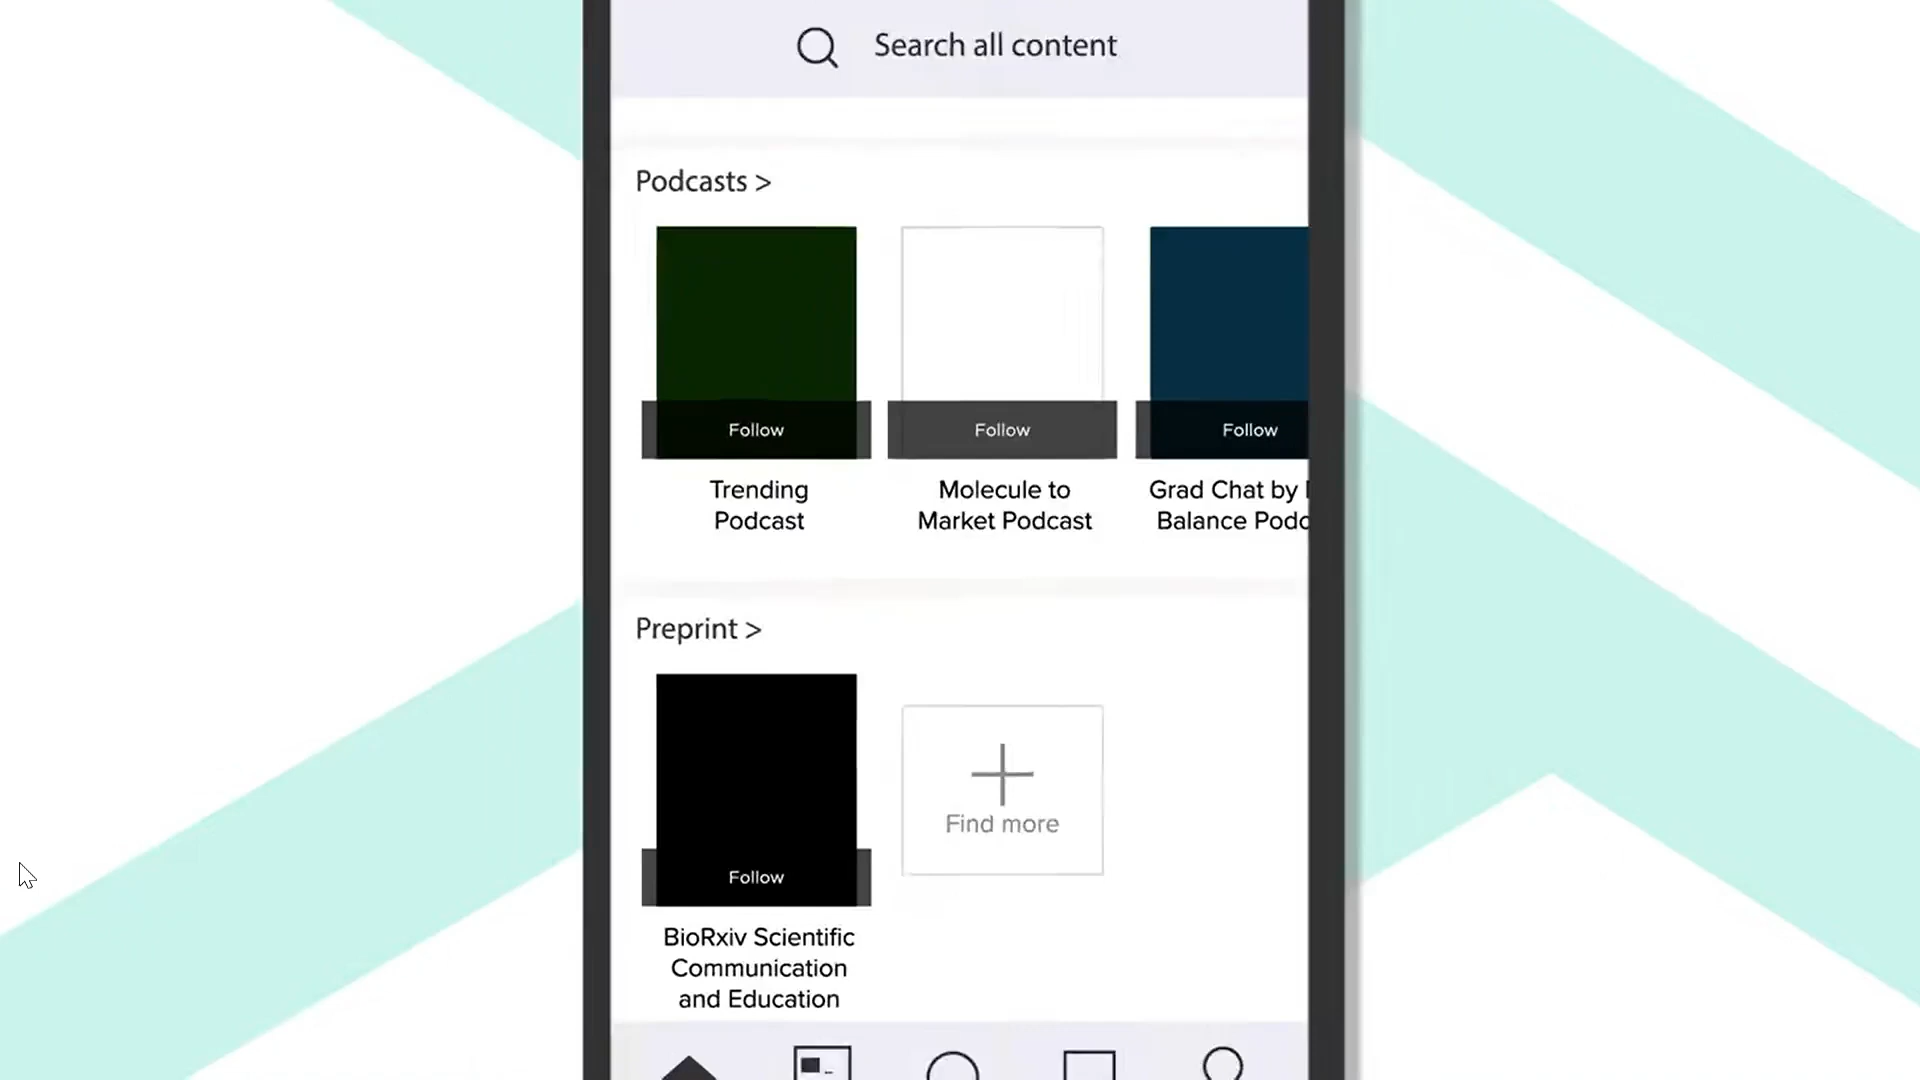 Search all content
Podcasts >
Follow
Follow
Follow
Trending
Podcast
Molecule to
Market Podcast
Grad Chat by
Balance
Preprint >
Follow
Find more
BioRxiv Scientific
Communication
and Education